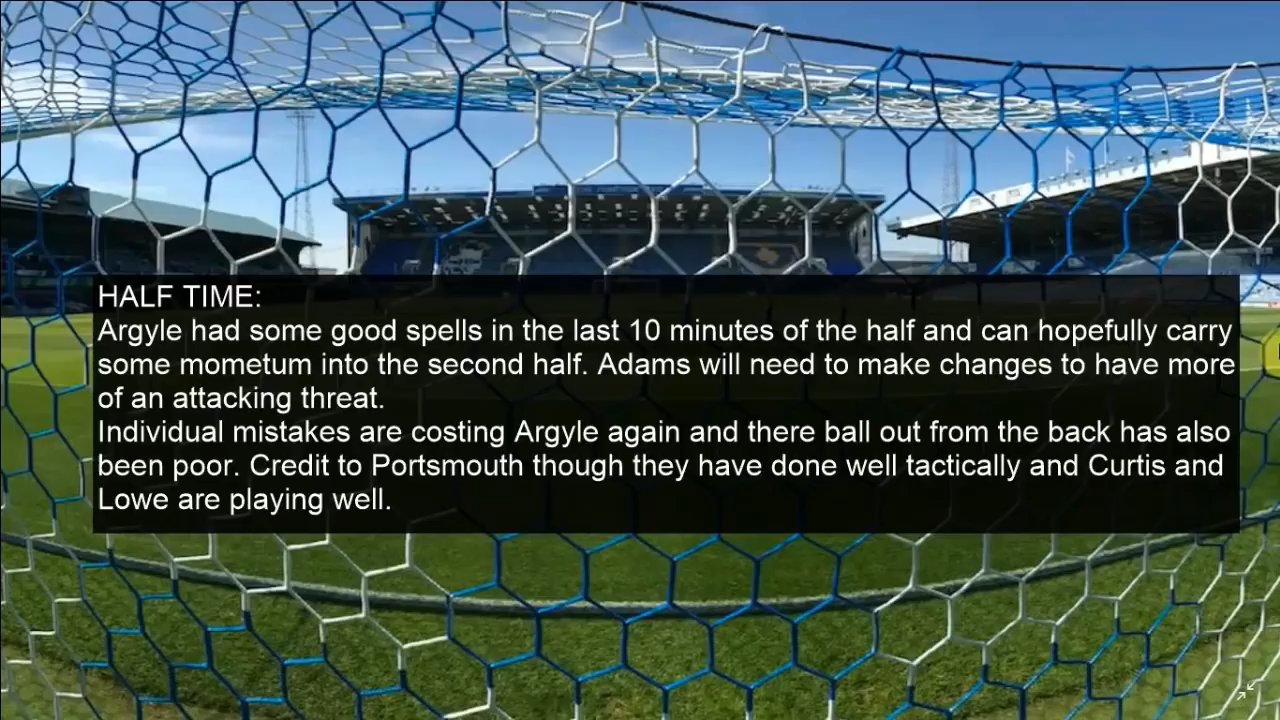 HALF TIME:
Argyle had some good spells in the last 10 minutes of the half and can hopefully carry
some mometum into the second half. Adams will need to make changes to have more
of an attacking threat.
Individual mistakes are costing Argyle again and there ball out from the back has also
been poor. Credit to Portsmouth though they have done well tactically and Curtis and
Lowe are playing well.